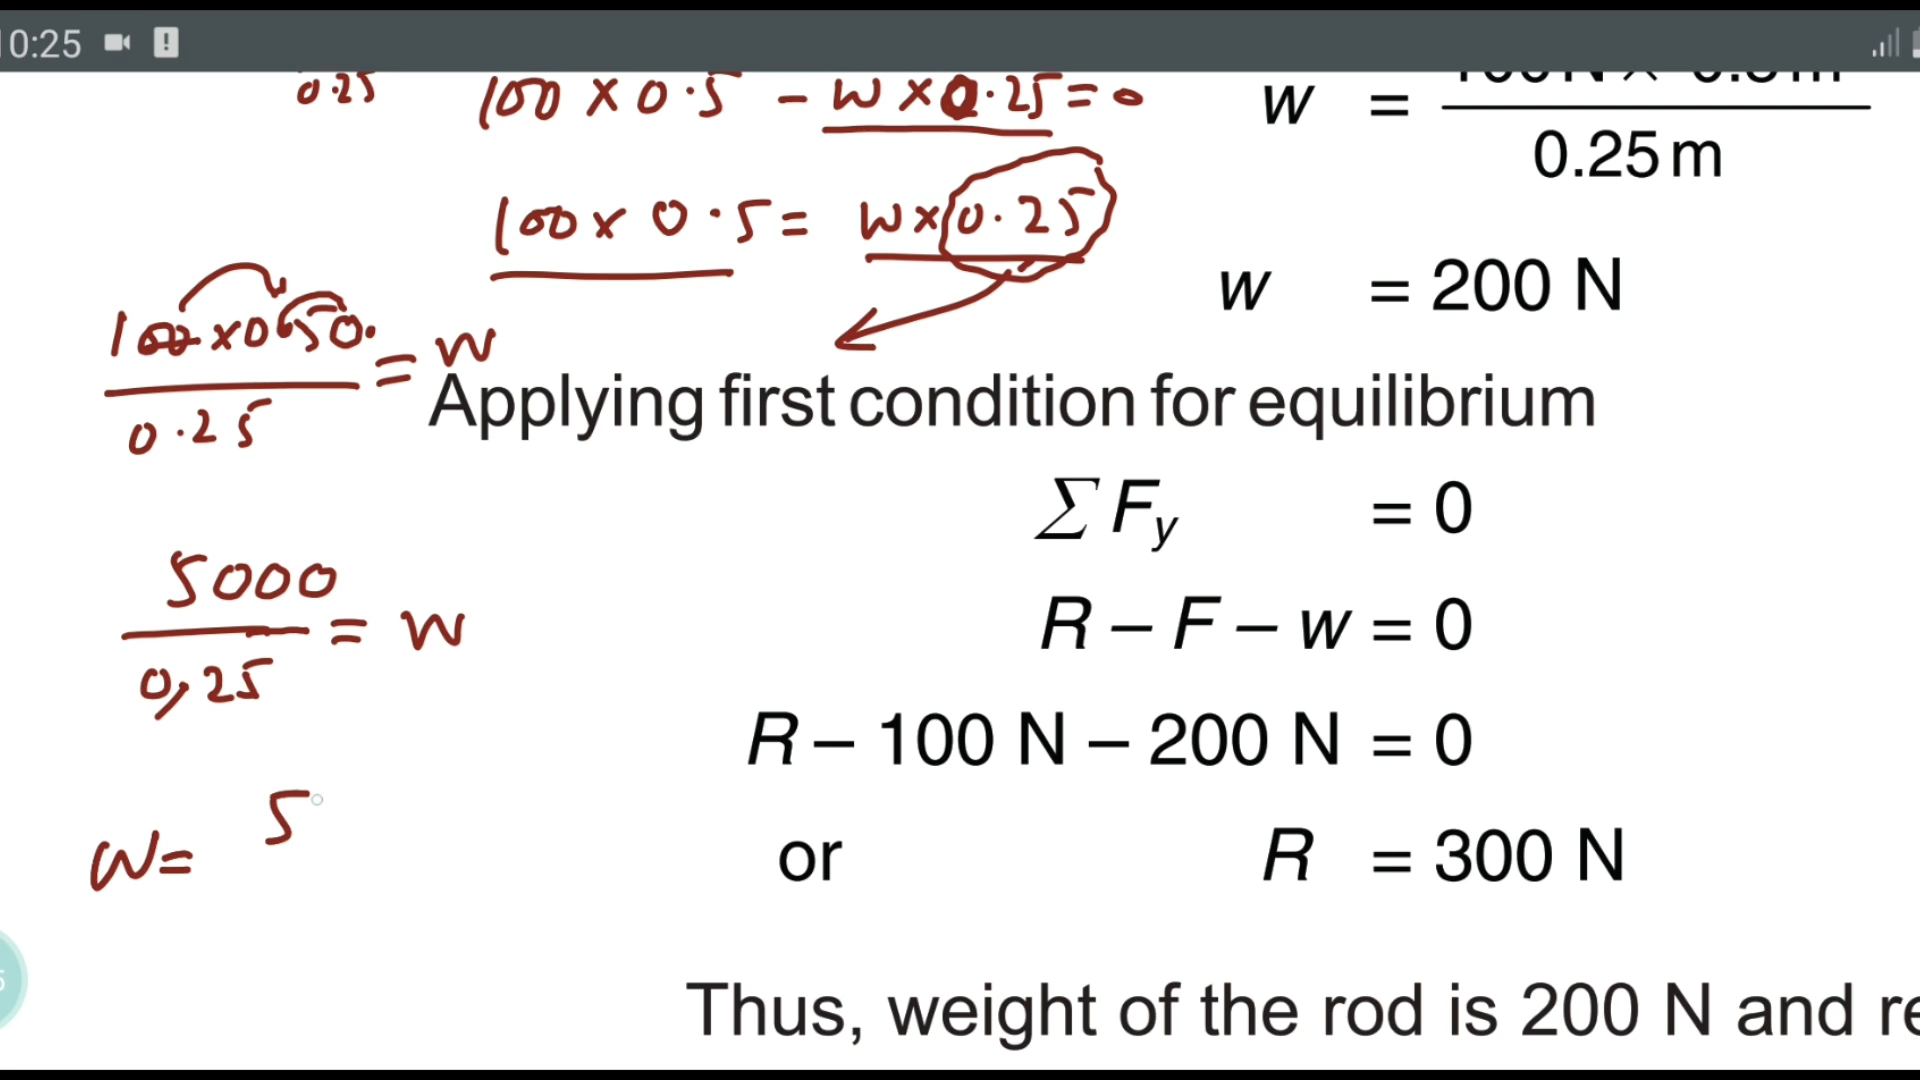 10:25
0.25 100 × 0.5 – w × 0.25 = 0
w =
0.25 m
100 × 0.5 = w × 0.25
w = 200 N
100 × 0.50. = w
0.25
Applying first condition for equilibrium
∑ Fy = 0
5000 = w
0,25
R – F – w = 0
R – 100 N – 200 N = 0
w = 5
or R = 300 N
Thus, weight of the rod is 200 N and re